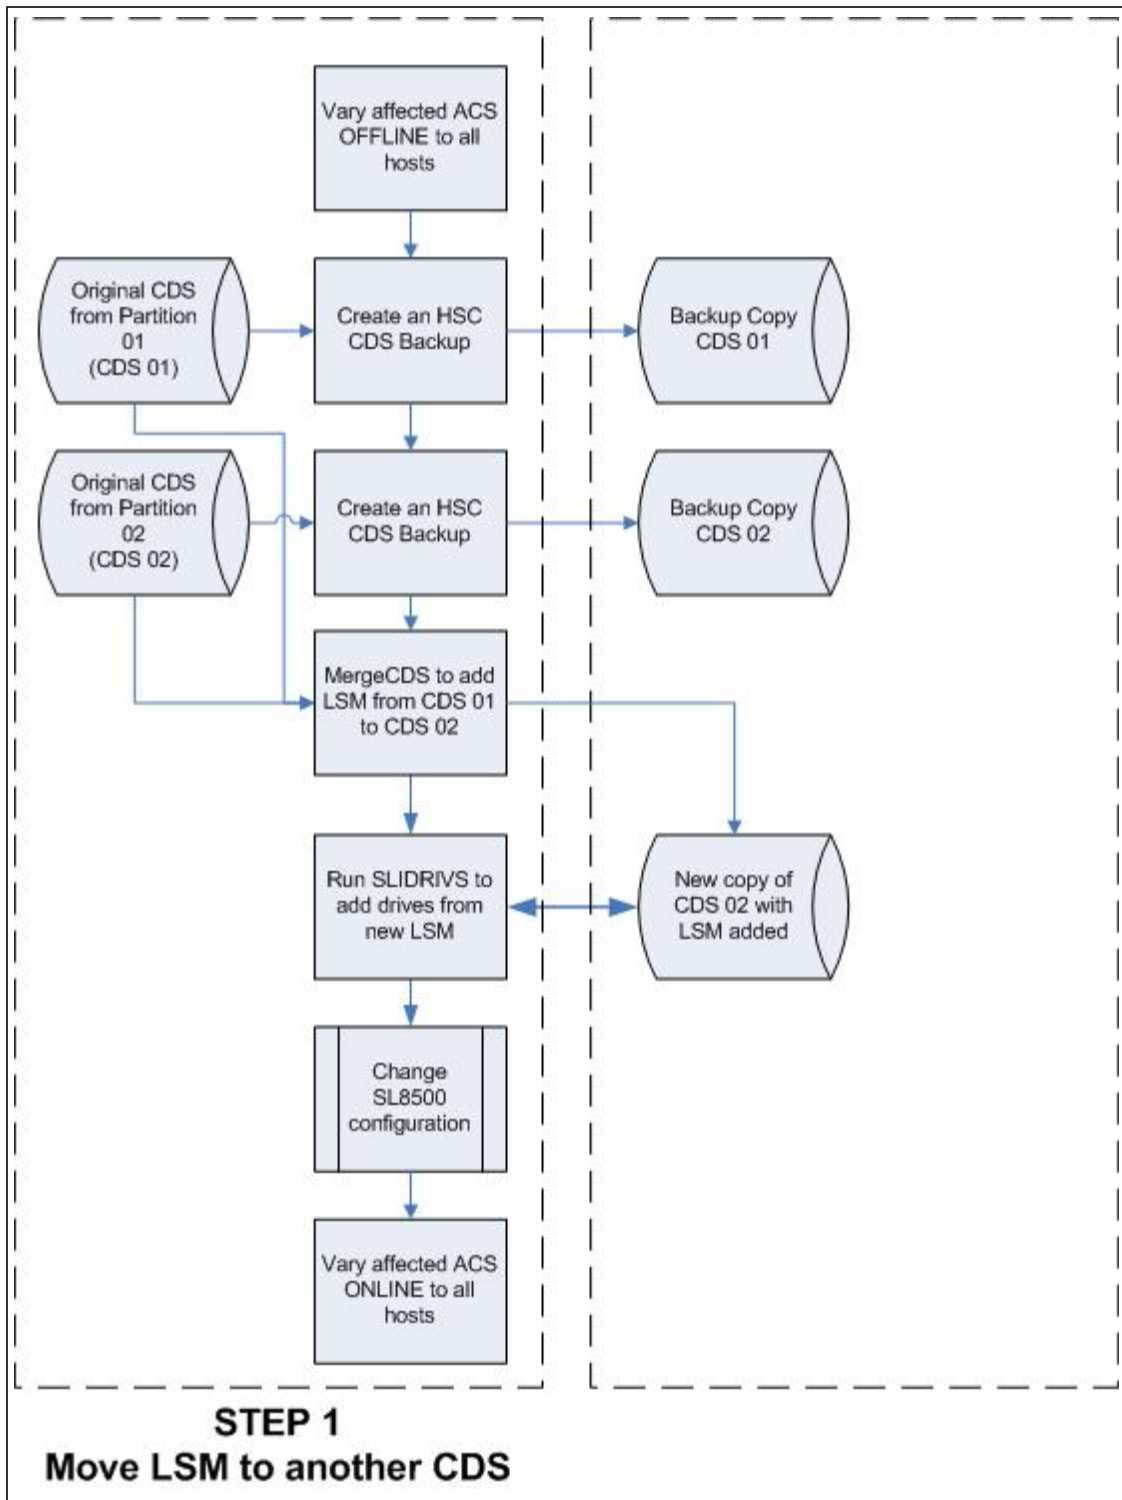 Vary affected ACS
OFFLINE to all
hosts
Original CDS
from Partition
01
(CDS 01)
Create an HSC
CDS Backup
Backup Copy
CDS 01
Original CDS
from Partition
02
(CDS 02)
Create an HSC
CDS Backup
Backup Copy
CDS 02
MergeCDS to add
LSM from CDS 01
to CDS 02
Run SLIDRIVS to
add drives from
new LSM
New copy of
CDS 02 with
LSM added
Change
SL8500
configuration
Vary affected ACS
ONLINE to all
hosts
STEP 1
Move LSM to another CDS